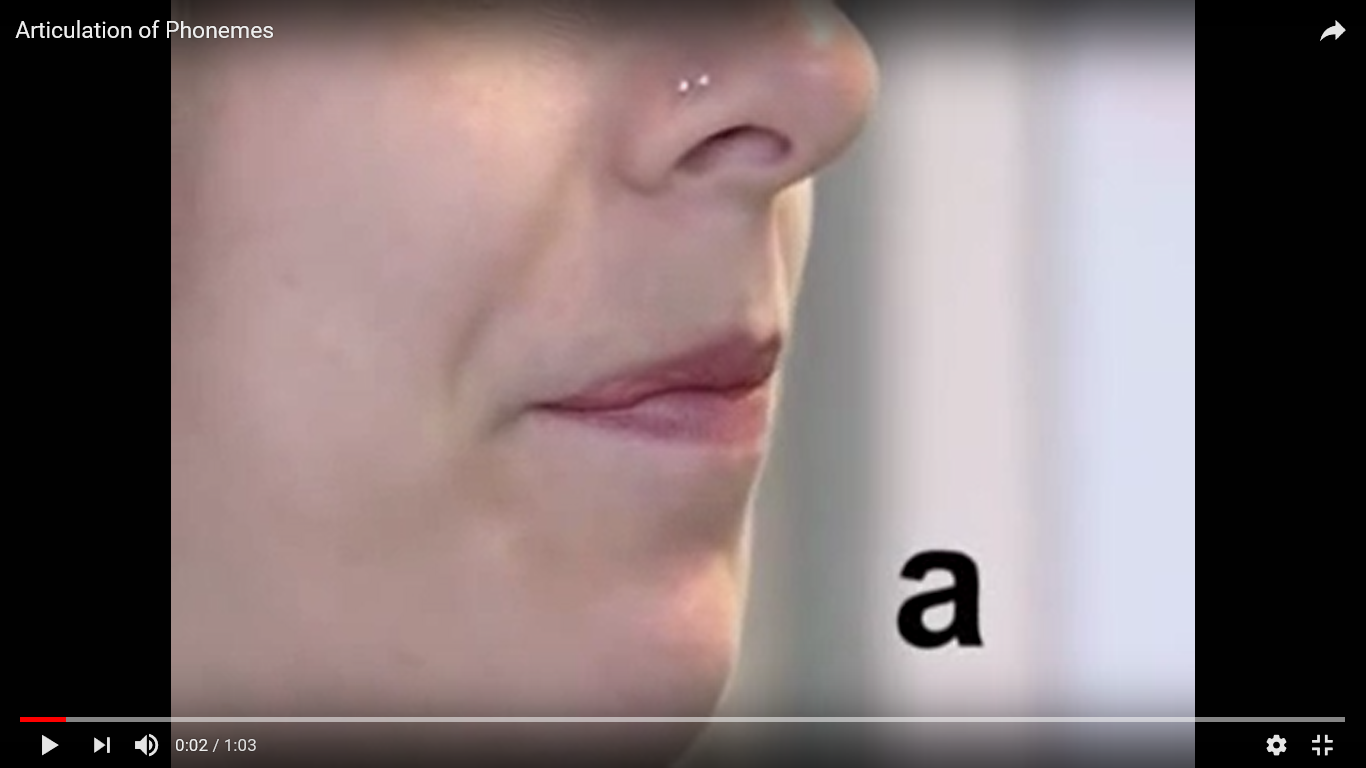 Articulation of Phonemes
a
0:02 / 1:03